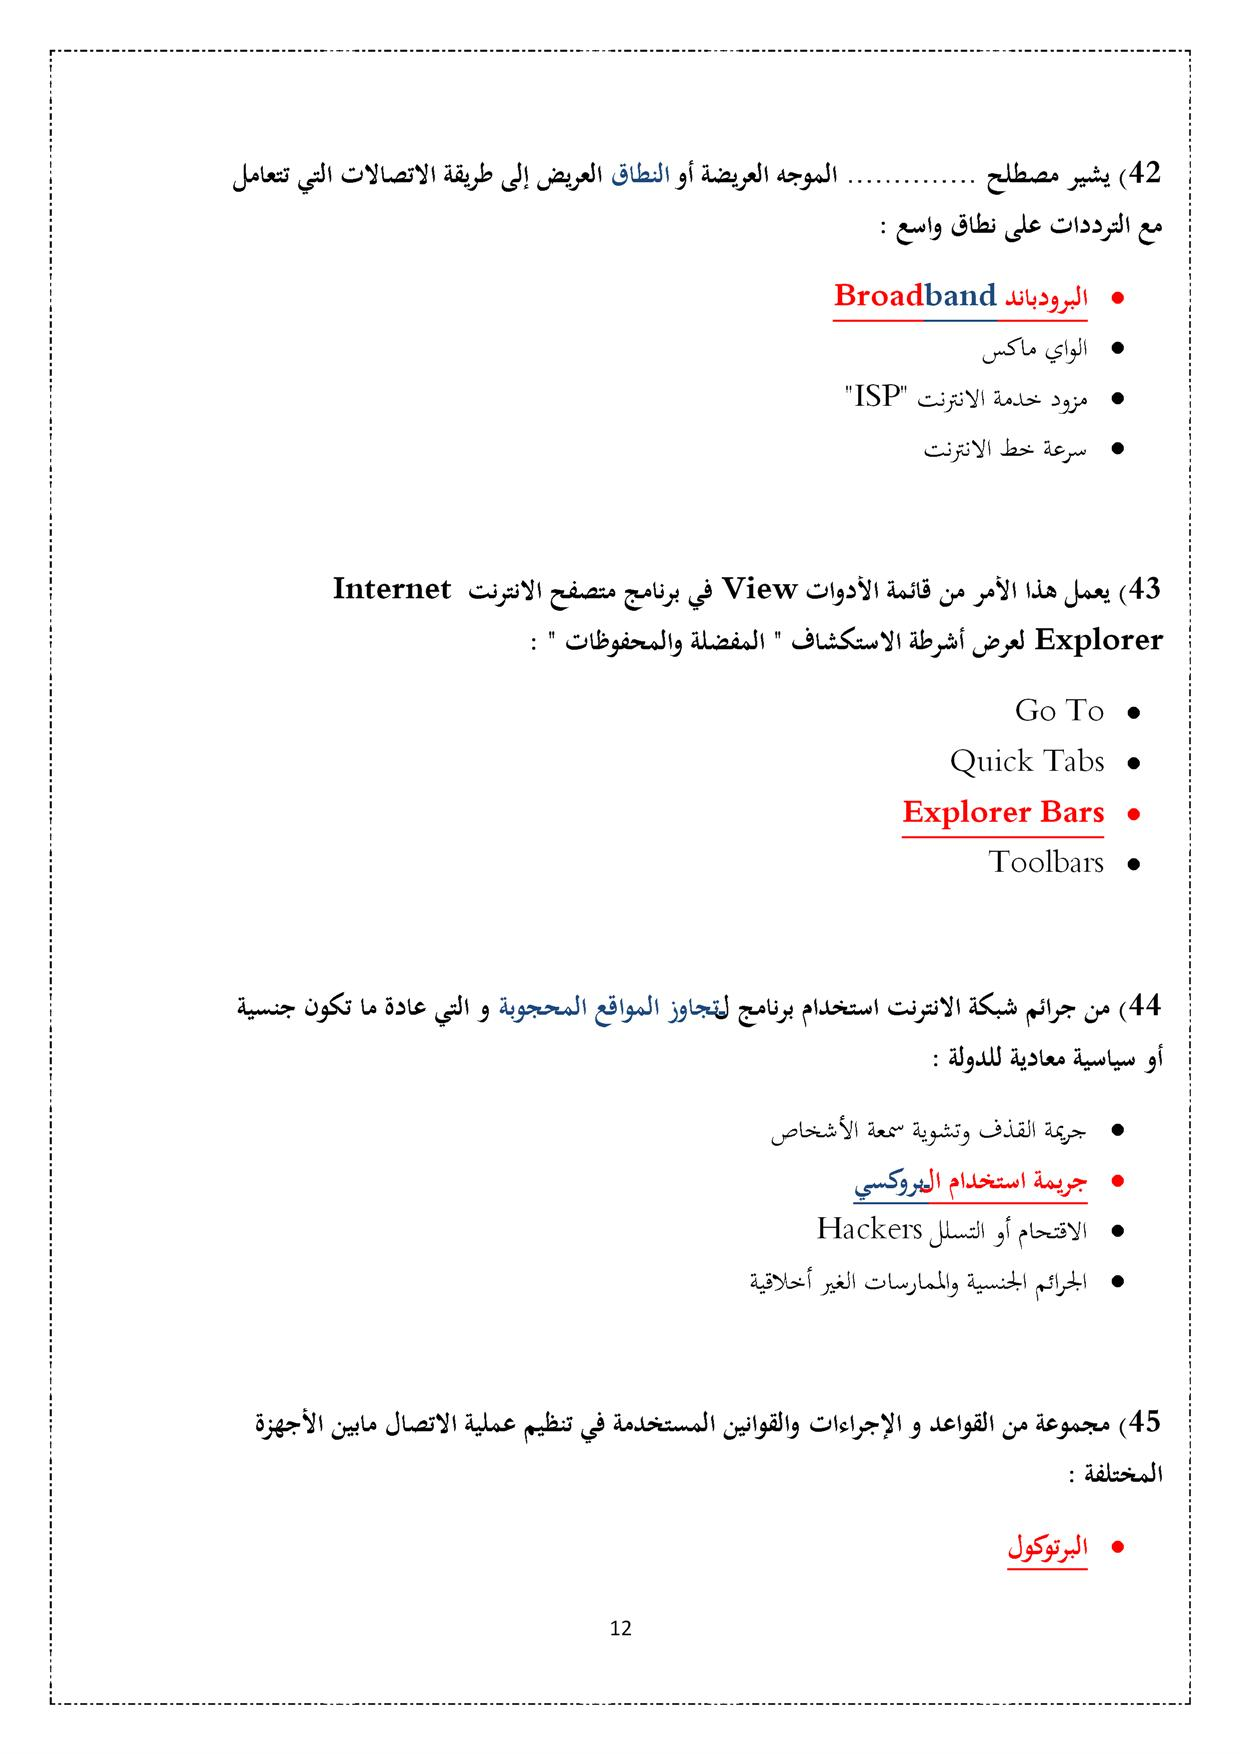 42) يشير مصطلح .............. الموجه العريضة أو النطاق العريض إلى طريقة الاتصالات التي تتعامل
مع الترددات على نطاق واسع :
• البرودباند Broadband
• الواي ماكس
• مزود خدمة الانترنت "ISP"
• سرعة خط الانترنت
43) يعمل هذا الأمر من قائمة الأدوات View في برنامج متصفح الانترنت Internet
Explorer لعرض أشرطة الاستكشاف " المفضلة والمحفوظات " :
• Go To
• Quick Tabs
• Explorer Bars
• Toolbars
44) من جرائم شبكة الانترنت استخدام برنامج لتجاوز المواقع المحجوبة و التي عادة ما تكون جنسية
أو سياسية معادية للدولة :
• جريمة القذف وتشوية سمعة الأشخاص
• جريمة استخدام البروكسي
• الاقتحام أو التسلل Hackers
• الجرائم الجنسية والممارسات الغير أخلاقية
45) مجموعة من القواعد و الإجراءات والقوانين المستخدمة في تنظيم عملية الاتصال مابين الأجهزة
المختلفة :
• البرتوكول
12